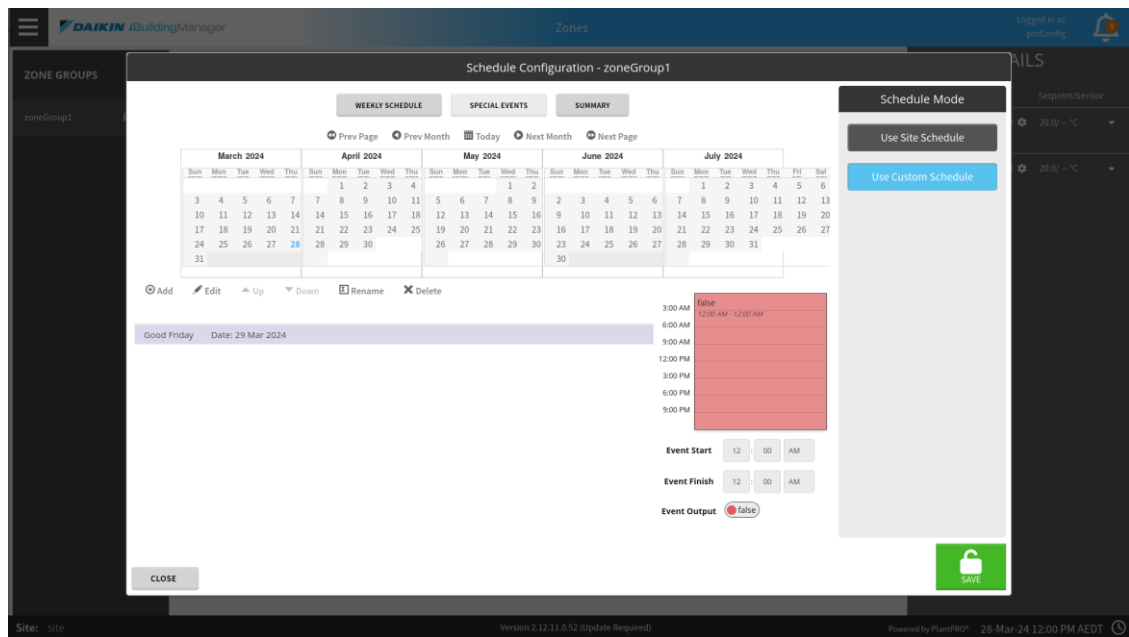 DAIKIN iBuildingManager
Zones
Logged in as
proConfig
ZONE GROUPS
AILS
Schedule Configuration - zoneGroup1
WEEKLY SCHEDULE SPECIAL EVENTS SUMMARY
Schedule Mode
Setpoint/Sensor
zoneGroup1
20.0/ -- °C
Use Site Schedule
Prev Page Prev Month Today Next Month Next Page
March 2024 April 2024 May 2024 June 2024 July 2024
Use Custom Schedule
20.0/ -- °C
Sun Mon Tue Wed Thu Sun Mon Tue Wed Thu Sun Mon Tue Wed Thu Sun Mon Tue Wed Thu Sun Mon Tue Wed Thu Fri Sat
1 2 3 4 1 2 1 2 3 4 5 6
3 4 5 6 7 7 8 9 10 11 5 6 7 8 9 2 3 4 5 6 7 8 9 10 11 12 13
10 11 12 13 14 14 15 16 17 18 12 13 14 15 16 9 10 11 12 13 14 15 16 17 18 19 20
17 18 19 20 21 21 22 23 24 25 19 20 21 22 23 16 17 18 19 20 21 22 23 24 25 26 27
24 25 26 27 28 28 29 30 26 27 28 29 30 23 24 25 26 27 28 29 30 31
31 30
Add Edit Up Down Rename Delete
Good Friday Date: 29 Mar 2024
false
12:00 AM - 12:00 AM
3:00 AM
6:00 AM
9:00 AM
12:00 PM
3:00 PM
6:00 PM
9:00 PM
Event Start 12 : 00 AM
Event Finish 12 : 00 AM
Event Output false
CLOSE
SAVE
Site: site
Version 2.12.11.0.52 (Update Required)
Powered by PlantPRO® 28-Mar-24 12:00 PM AEDT